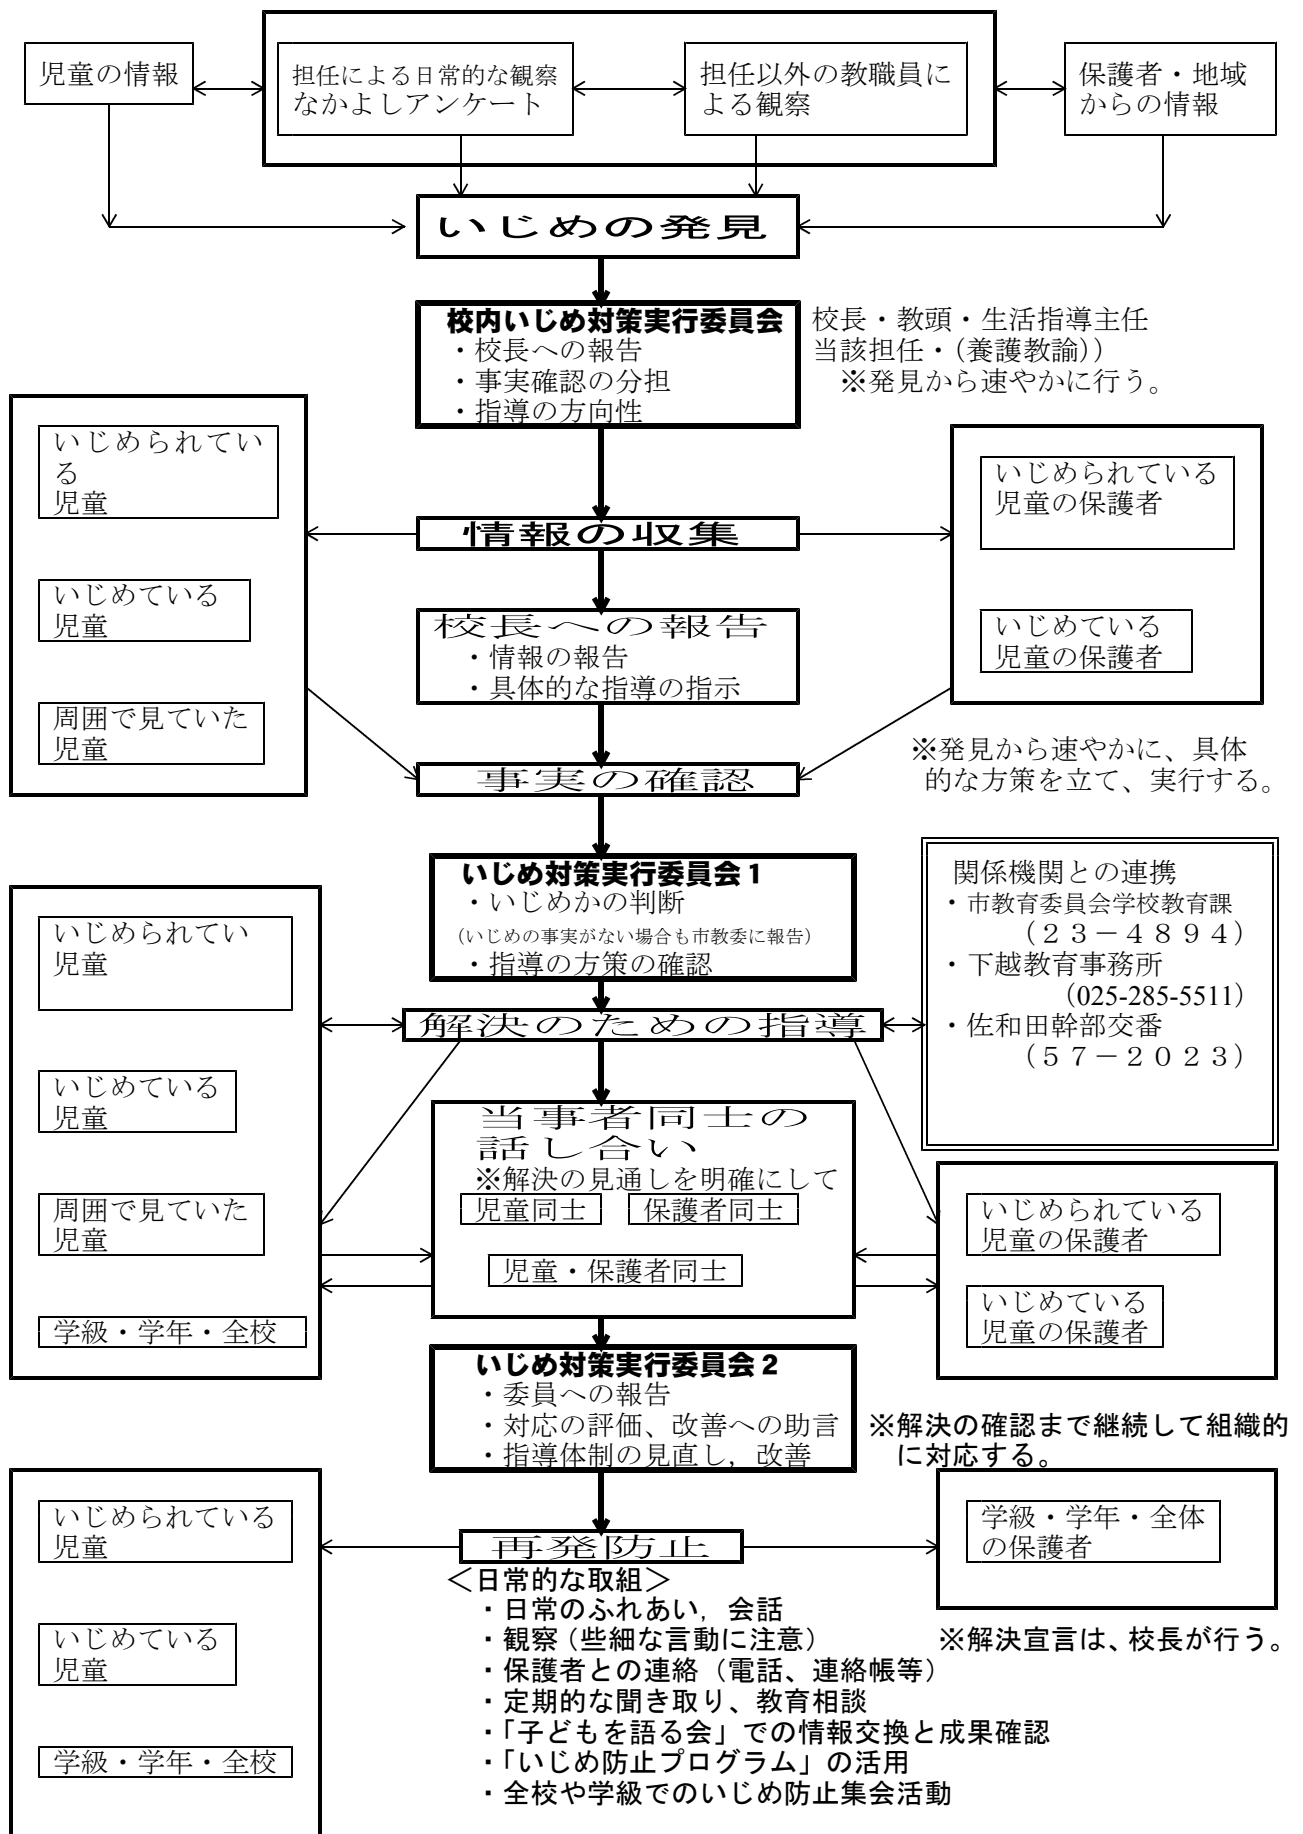 児童の情報
担任による日常的な観察
なかよしアンケート
担任以外の教職員に
よる観察
保護者・地域
からの情報
いじめの発見
校内いじめ対策実行委員会
・校長への報告
・事実確認の分担
・指導の方向性
校長・教頭・生活指導主任
当該担任・(養護教諭))
※発見から速やかに行う。
いじめられてい
る
児童
いじめている
児童
周囲で見ていた
児童
情報の収集
いじめられている
児童の保護者
いじめている
児童の保護者
校長への報告
・情報の報告
・具体的な指導の指示
※発見から速やかに、具体
的な方策を立て、実行する。
事実の確認
いじめ対策実行委員会1
・いじめかの判断
(いじめの事実がない場合も市教委に報告)
・指導の方策の確認
関係機関との連携
・市教育委員会学校教育課
(23-4894)
・下越教育事務所
(025-285-5511)
・佐和田幹部交番
(57-2023)
いじめられてい
児童
いじめている
児童
周囲で見ていた
児童
学級・学年・全校
解決のための指導
当事者同士の
話し合い
※解決の見通しを明確にして
児童同士
保護者同士
児童・保護者同士
いじめられている
児童の保護者
いじめている
児童の保護者
いじめ対策実行委員会2
・委員への報告
・対応の評価、改善への助言
・指導体制の見直し，改善
※解決の確認まで継続して組織的
に対応する。
いじめられている
児童
いじめている
児童
学級・学年・全校
再発防止
学級・学年・全体
の保護者
<日常的な取組>
・日常のふれあい，会話
・観察(些細な言動に注意)
・保護者との連絡(電話、連絡帳等)
・定期的な聞き取り、教育相談
・「子どもを語る会」での情報交換と成果確認
・「いじめ防止プログラム」の活用
・全校や学級でのいじめ防止集会活動
※解決宣言は、校長が行う。